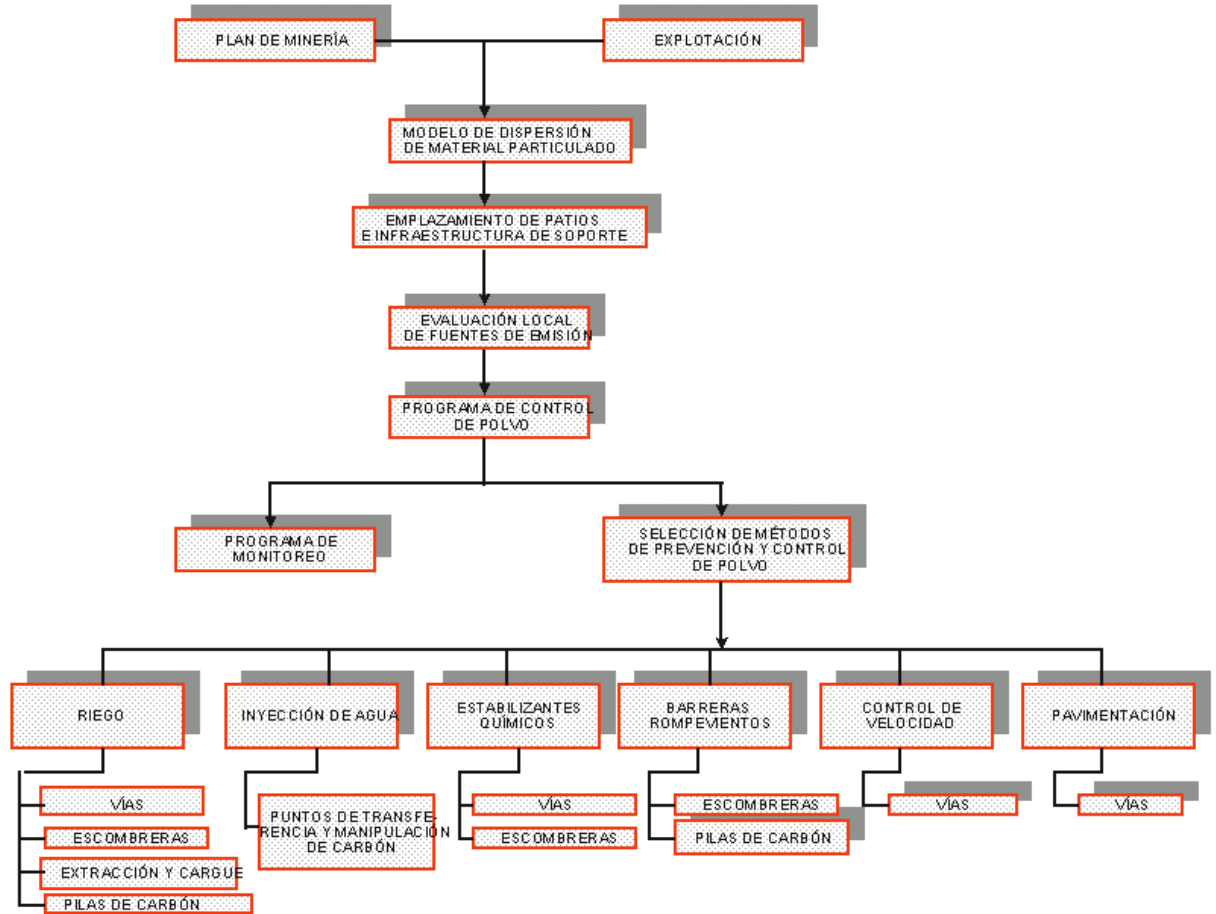 PLAN DE MINERÍA
EXPLOTACIÓN
MODELO DE DISPERSIÓN
DE MATERIAL PARTICULADO
EMPLAZAMIENTO DE PATIOS
E INFRAESTRUCTURA DE SOPORTE
EVALUACIÓN LOCAL
DE FUENTES DE EMISIÓN
PROGRAMA DE CONTROL
DE POLVO
PROGRAMA DE
MONITOREO
SELECCIÓN DE MÉTODOS
DE PREVENCIÓN Y CONTROL
DE POLVO
RIEGO
INYECCIÓN DE AGUA
ESTABILIZANTES
QUÍMICOS
BARRERAS
ROMPEVIENTOS
CONTROL DE
VELOCIDAD
PAVIMENTACIÓN
VÍAS
ESCOMBRERAS
EXTRACCIÓN Y CARGUE
PILAS DE CARBÓN
PUNTOS DE TRANSFE-
RENCIA Y MANIPULACIÓN
DE CARBÓN
VÍAS
ESCOMBRERAS
ESCOMBRERAS
PILAS DE CARBÓN
VÍAS
VÍAS